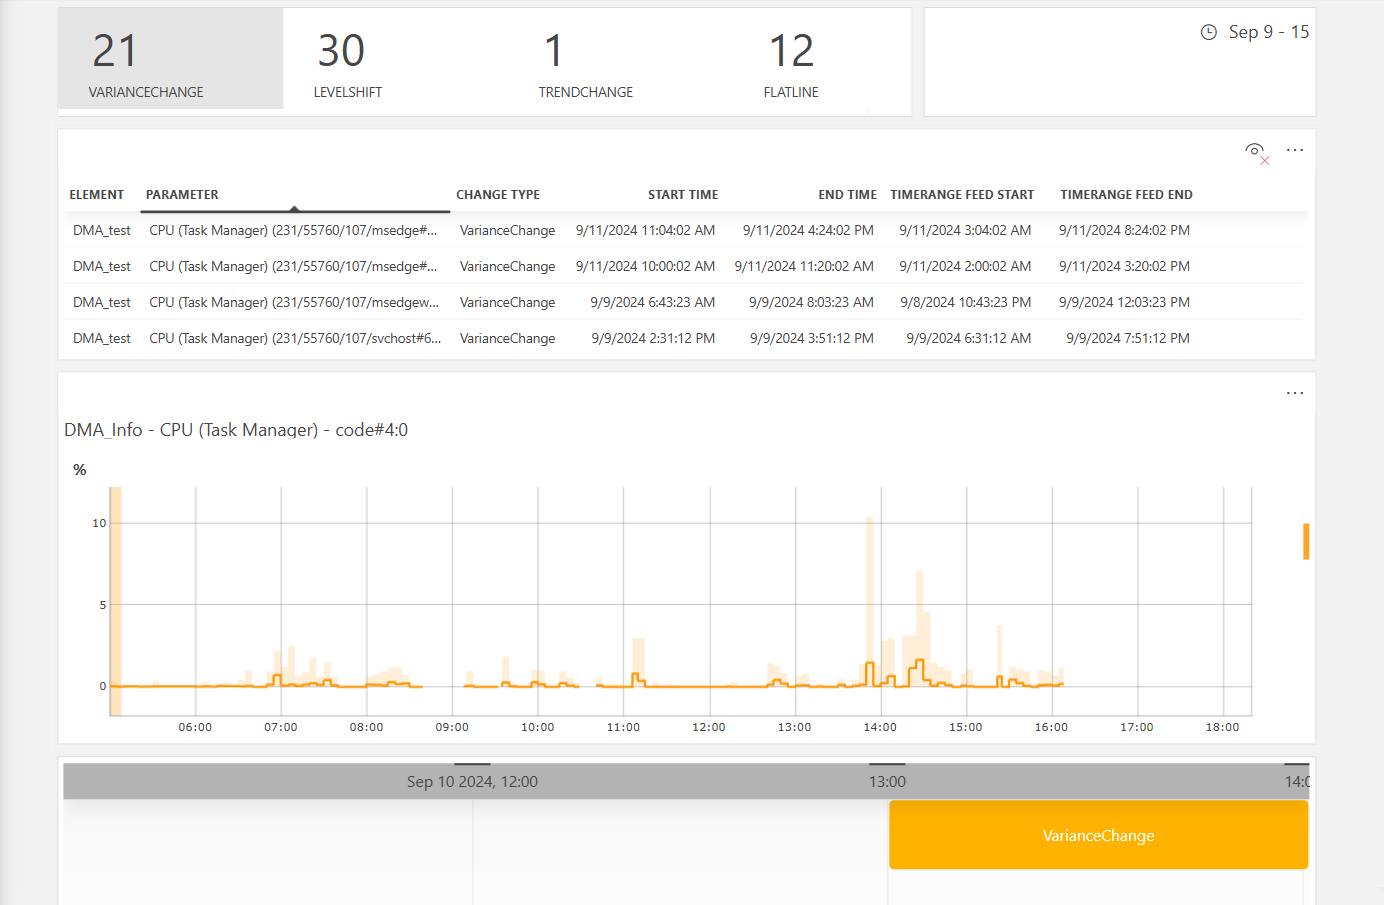 21 30 1 12
VARIANCECHANGE LEVELSHIFT TRENDCHANGE FLATLINE
Sep 9 - 15
ELEMENT PARAMETER CHANGE TYPE START TIME END TIME TIMERANGE FEED START TIMERANGE FEED END
DMA_test CPU (Task Manager) (231/55760/107/msedge#... VarianceChange 9/11/2024 11:04:02 AM 9/11/2024 4:24:02 PM 9/11/2024 3:04:02 AM 9/11/2024 8:24:02 PM
DMA_test CPU (Task Manager) (231/55760/107/msedge#... VarianceChange 9/11/2024 10:00:02 AM 9/11/2024 11:20:02 AM 9/11/2024 2:00:02 AM 9/11/2024 3:20:02 PM
DMA_test CPU (Task Manager) (231/55760/107/msedgew... VarianceChange 9/9/2024 6:43:23 AM 9/9/2024 8:03:23 AM 9/8/2024 10:43:23 PM 9/9/2024 12:03:23 PM
DMA_test CPU (Task Manager) (231/55760/107/svchost#6... VarianceChange 9/9/2024 2:31:12 PM 9/9/2024 3:51:12 PM 9/9/2024 6:31:12 AM 9/9/2024 7:51:12 PM
DMA_Info - CPU (Task Manager) - code#4:0
%
10
5
0
06:00 07:00 08:00 09:00 10:00 11:00 12:00 13:00 14:00 15:00 16:00 17:00 18:00
Sep 10 2024, 12:00 13:00
VarianceChange